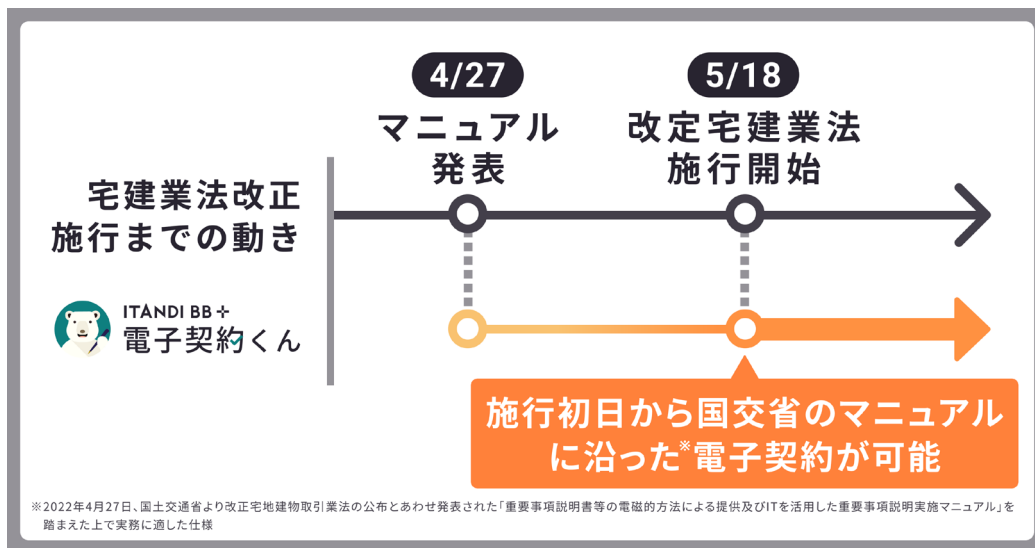 4/27
マニュアル
発表
5/18
改定宅建業法
施行開始
宅建業法改正
施行までの動き
ITANDI BB +
電子契約くん
施行初日から国交省のマニュアル
に沿った※電子契約が可能
※2022年4月27日、国土交通省より改正宅地建物取引業法の公布とあわせ発表された「重要事項説明書等の電磁的方法による提供及びITを活用した重要事項説明実施マニュアル」を
踏まえた上で実務に適した仕様